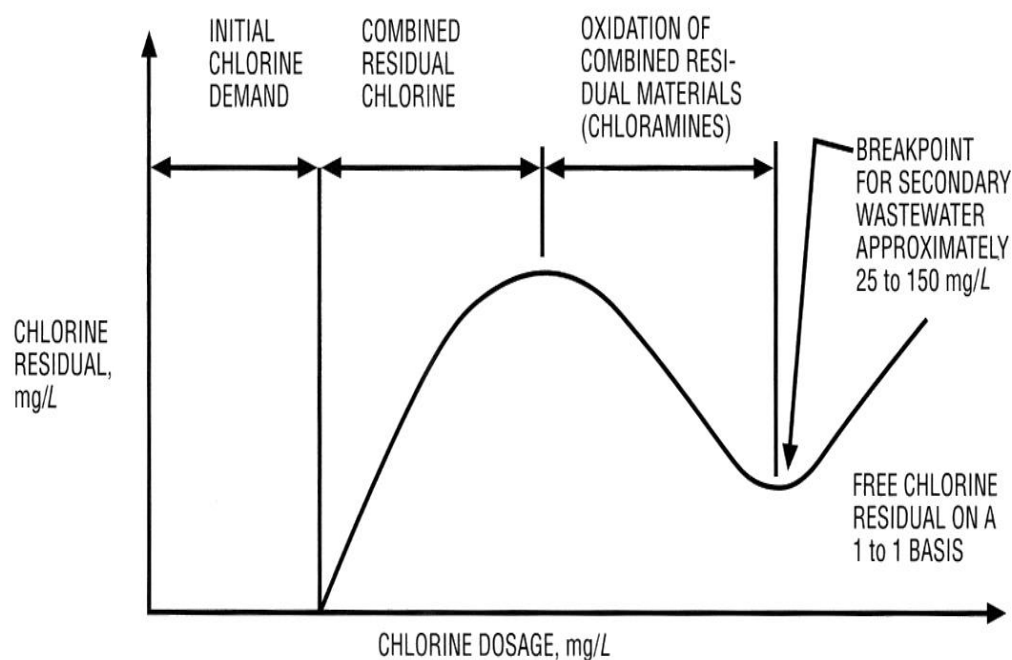 INITIAL
CHLORINE
DEMAND
COMBINED
RESIDUAL
CHLORINE
OXIDATION OF
COMBINED RESI-
DUAL MATERIALS
(CHLORAMINES)
BREAKPOINT
FOR SECONDARY
WASTEWATER
APPROXIMATELY
25 to 150 mg/L
CHLORINE
RESIDUAL,
mg/L
FREE CHLORINE
RESIDUAL ON A
1 to 1 BASIS
CHLORINE DOSAGE, mg/L